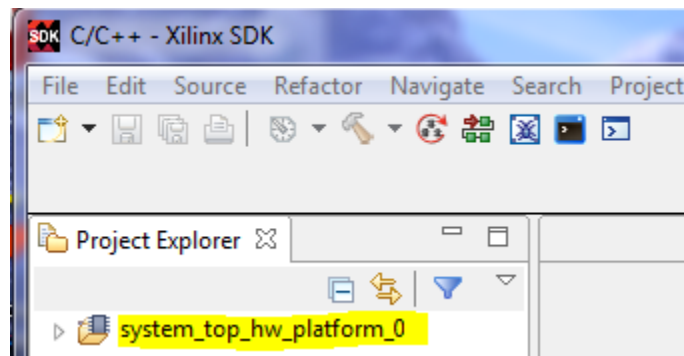 SDK C/C++ - Xilinx SDK
File Edit Source Refactor Navigate Search Project
Project Explorer
system_top_hw_platform_0